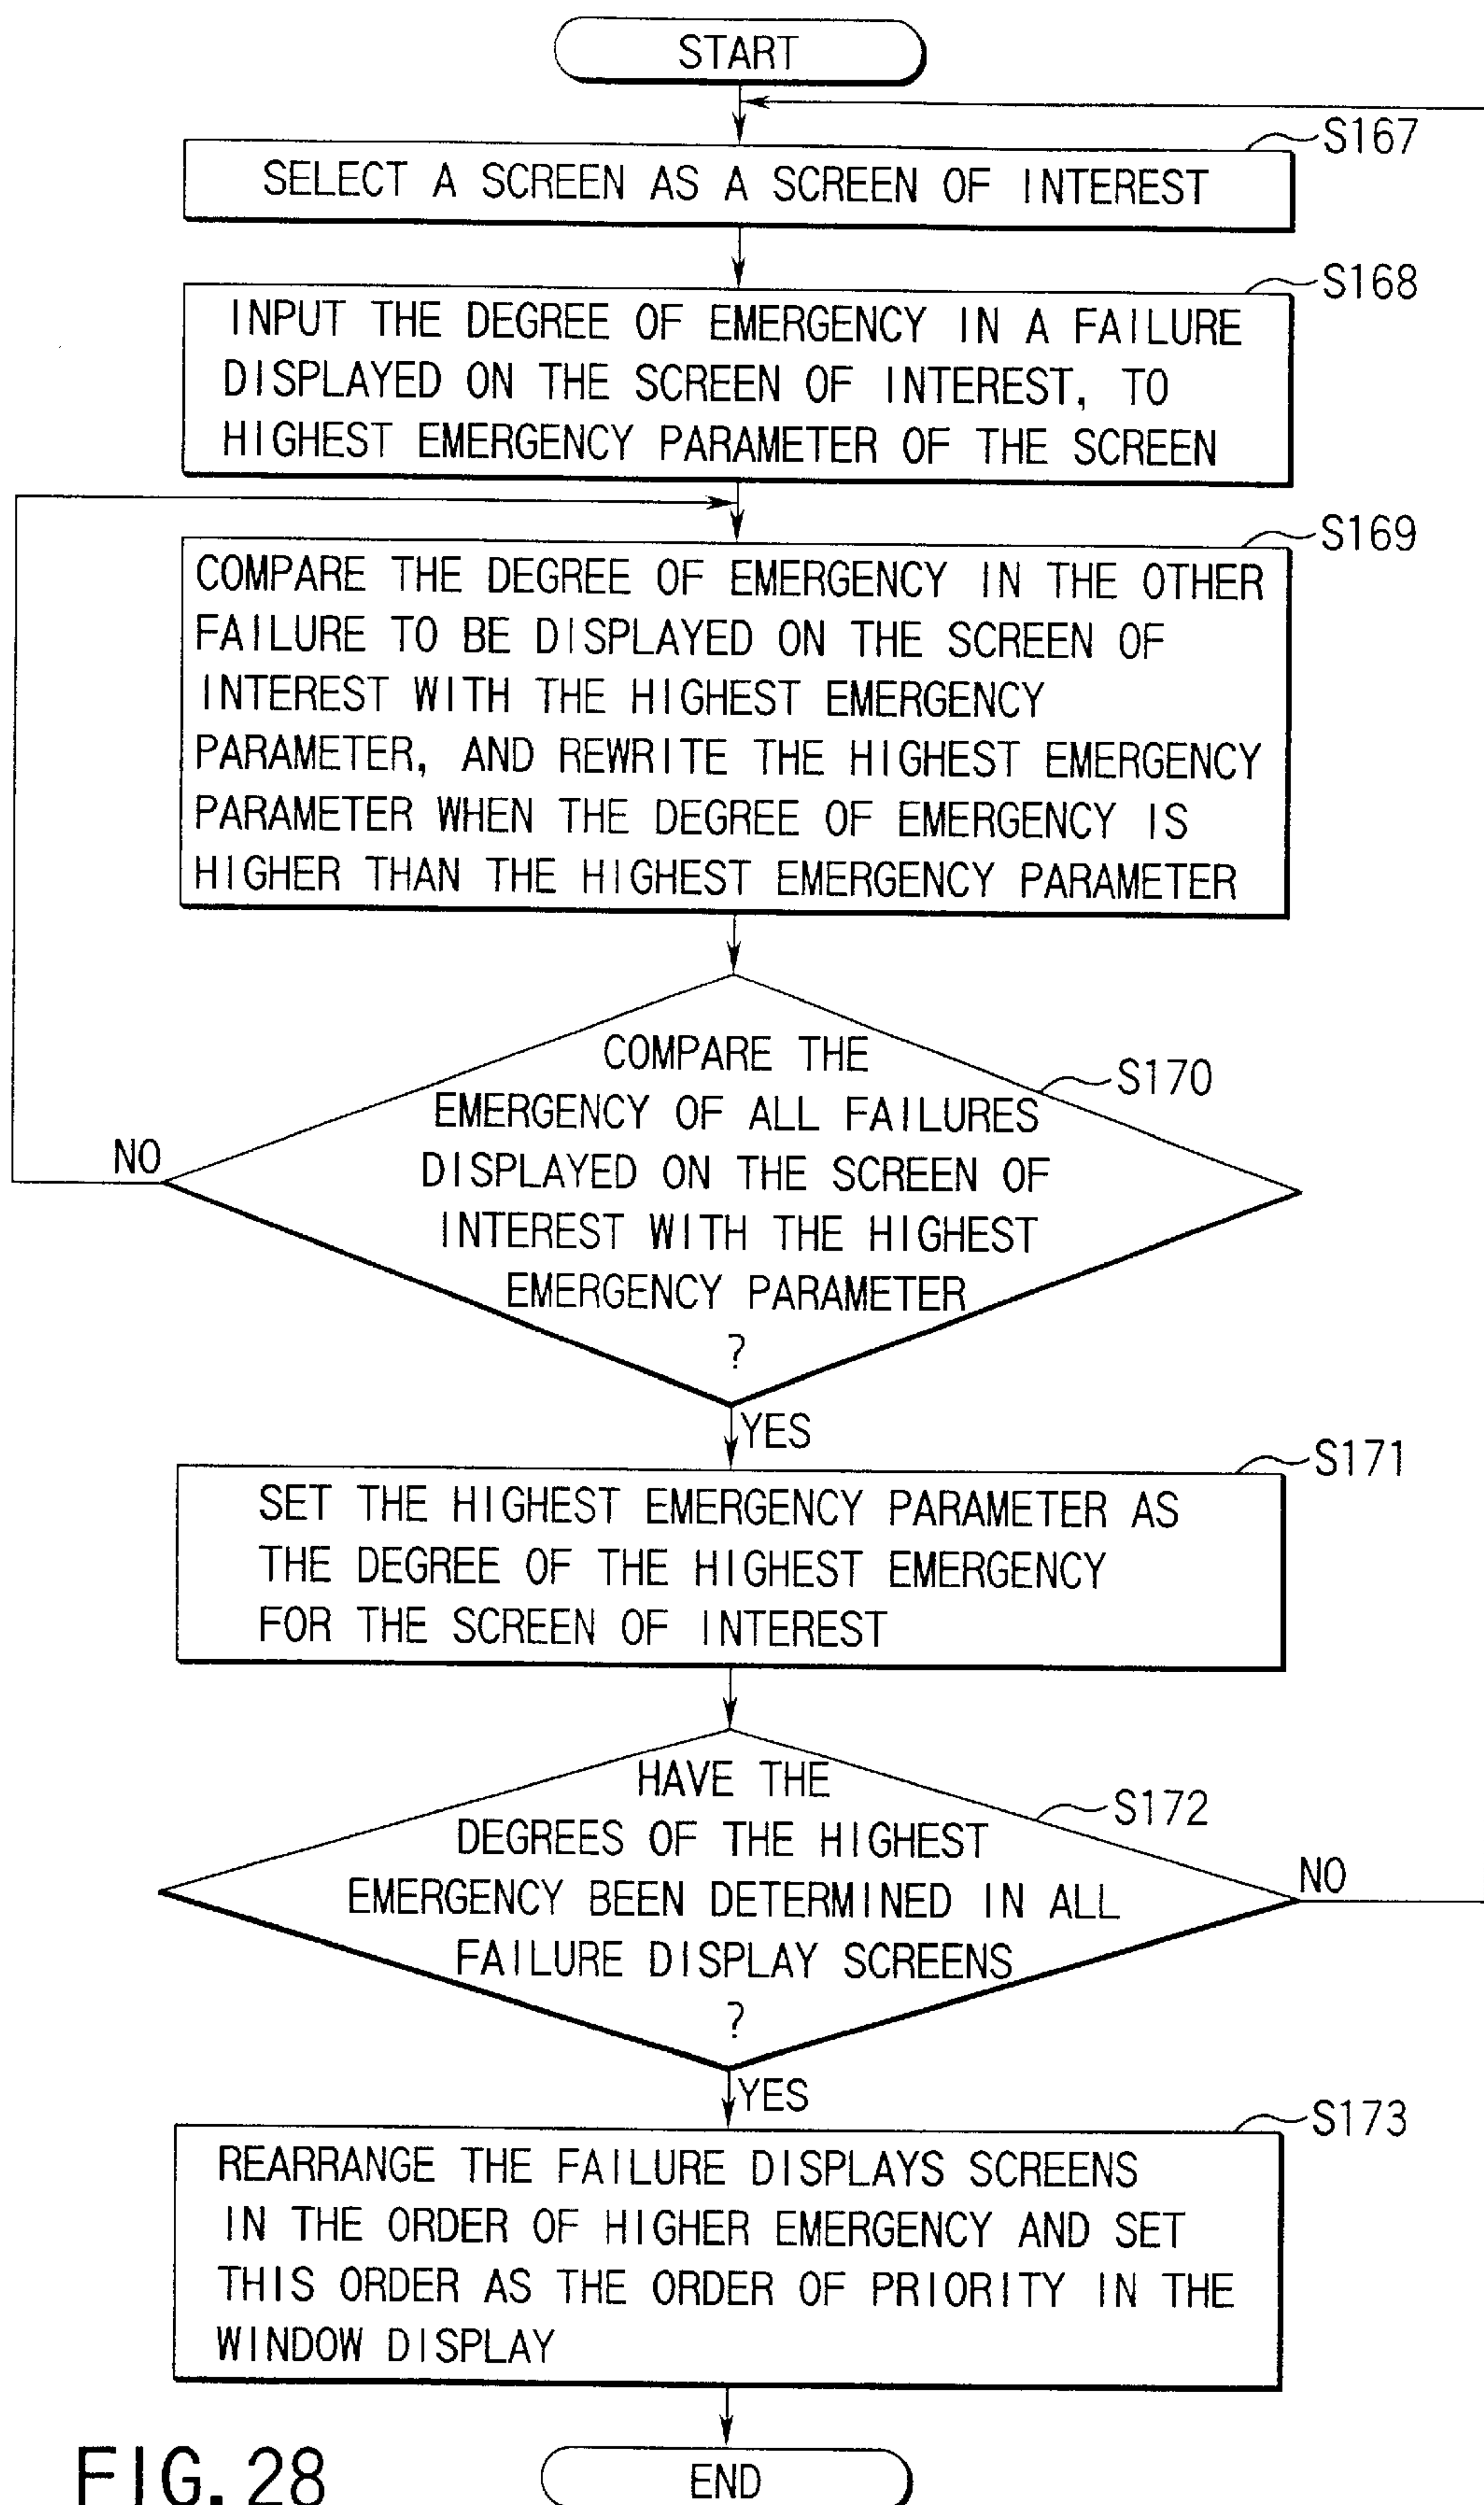 START
S167
SELECT A SCREEN AS A SCREEN OF INTEREST
S168
INPUT THE DEGREE OF EMERGENCY IN A FAILURE
DISPLAYED ON THE SCREEN OF INTEREST, TO
HIGHEST EMERGENCY PARAMETER OF THE SCREEN
S169
COMPARE THE DEGREE OF EMERGENCY IN THE OTHER
FAILURE TO BE DISPLAYED ON THE SCREEN OF
INTEREST WITH THE HIGHEST EMERGENCY
PARAMETER, AND REWRITE THE HIGHEST EMERGENCY
PARAMETER WHEN THE DEGREE OF EMERGENCY IS
HIGHER THAN THE HIGHEST EMERGENCY PARAMETER
COMPARE THE
S170
EMERGENCY OF ALL FAILURES
NO
DISPLAYED ON THE SCREEN OF
INTEREST WITH THE HIGHEST
EMERGENCY PARAMETER
?
YES
S171
SET THE HIGHEST EMERGENCY PARAMETER AS
THE DEGREE OF THE HIGHEST EMERGENCY
FOR THE SCREEN OF INTEREST
HAVE THE
S172
DEGREES OF THE HIGHEST
NO
EMERGENCY BEEN DETERMINED IN ALL
FAILURE DISPLAY SCREENS
?
YES
S173
REARRANGE THE FAILURE DISPLAYS SCREENS
IN THE ORDER OF HIGHER EMERGENCY AND SET
THIS ORDER AS THE ORDER OF PRIORITY IN THE
WINDOW DISPLAY
END
FIG. 28